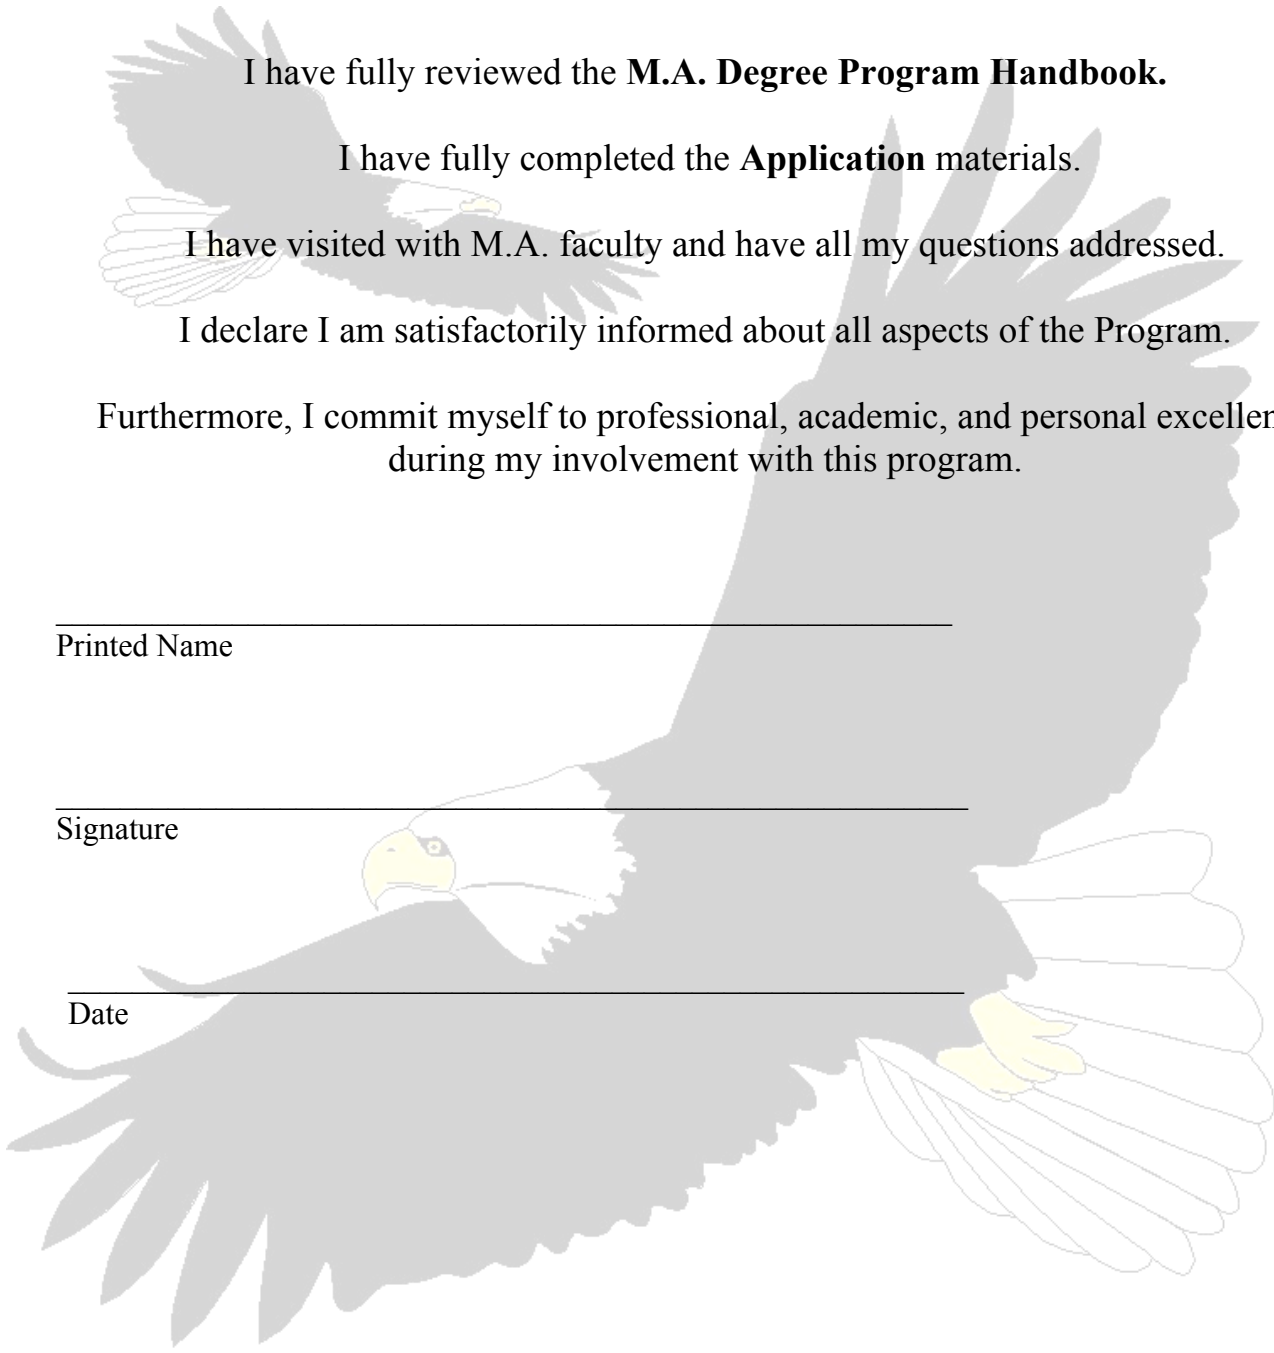 I have fully reviewed the M.A. Degree Program Handbook.
I have fully completed the Application materials.
I have visited with M.A. faculty and have all my questions addressed.
I declare I am satisfactorily informed about all aspects of the Program.
Furthermore, I commit myself to professional, academic, and personal
during my involvement with this program.
Printed Name
Signature
Date